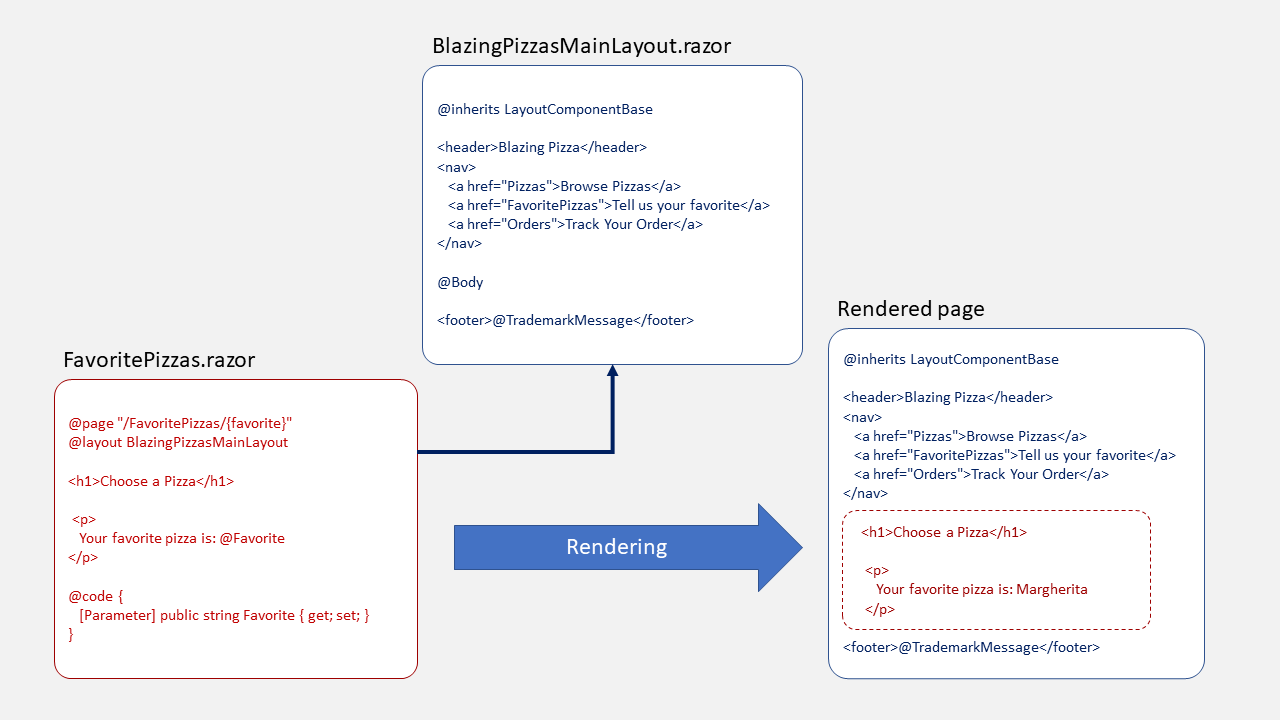 BlazingPizzasMainLayout.razor
@inherits LayoutComponentBase
<header>Blazing Pizza</header>
<nav>
<a href="Pizzas">Browse Pizzas</a>
<a href="FavoritePizzas">Tell us your favorite</a>
<a href="Orders">Track Your Order</a>
</nav>
@Body
<footer>@TrademarkMessage</footer>
FavoritePizzas.razor
@page "/FavoritePizzas/{favorite}"
@layout BlazingPizzasMainLayout
<h1>Choose a Pizza</h1>
<p>
Your favorite pizza is: @Favorite
</p>
@code {
[Parameter] public string Favorite { get; set; }
}
Rendering
Rendered page
@inherits LayoutComponentBase
<header>Blazing Pizza</header>
<nav>
<a href="Pizzas">Browse Pizzas</a>
<a href="FavoritePizzas">Tell us your favorite</a>
<a href="Orders">Track Your Order</a>
</nav>
<h1>Choose a Pizza</h1>
<p>
Your favorite pizza is: Margherita
</p>
<footer>@TrademarkMessage</footer>